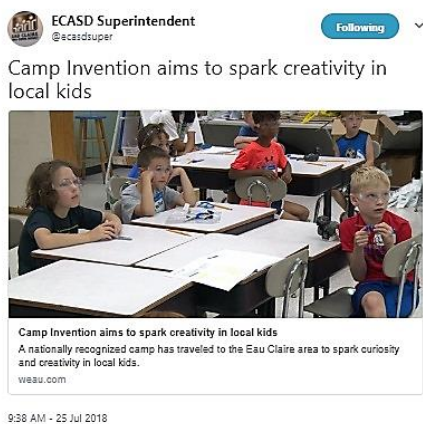 ECASD Superintendent
@ecasdsuper
Following
Camp Invention aims to spark creativity in
local kids
Camp Invention aims to spark creativity in local kids
A nationally recognized camp has traveled to the Eau Claire area to spark curiosity
and creativity in local kids.
weau.com
9:38 AM - 25 Jul 2018